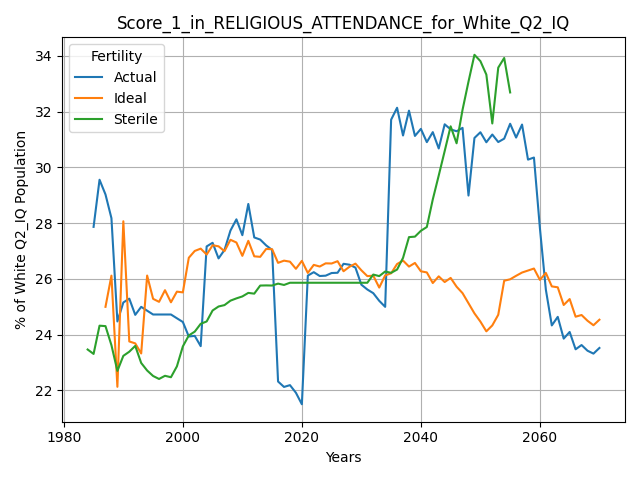 Score_1_in_RELIGIOUS_ATTENDANCE_for_White_Q2_IQ
Fertility
Actual
Ideal
Sterile
% of White Q2_IQ Population
34
32
30
28
26
24
22
1980
2000
2020
2040
2060
Years